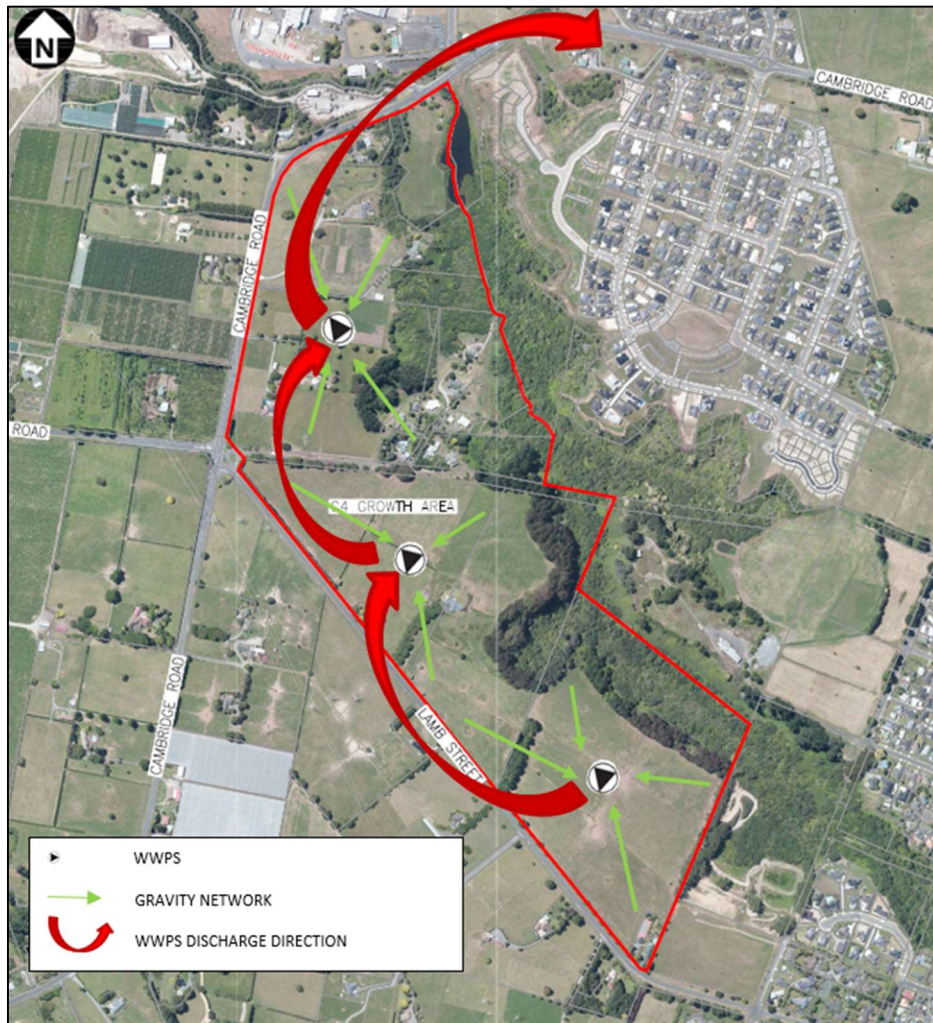 N
CAMBRIDGE ROAD
CAMBRIDGE ROAD
ROAD
C4 GROWTH AREA
CAMBRIDGE ROAD
LAMB STREET
WWPS
GRAVITY NETWORK
WWPS DISCHARGE DIRECTION